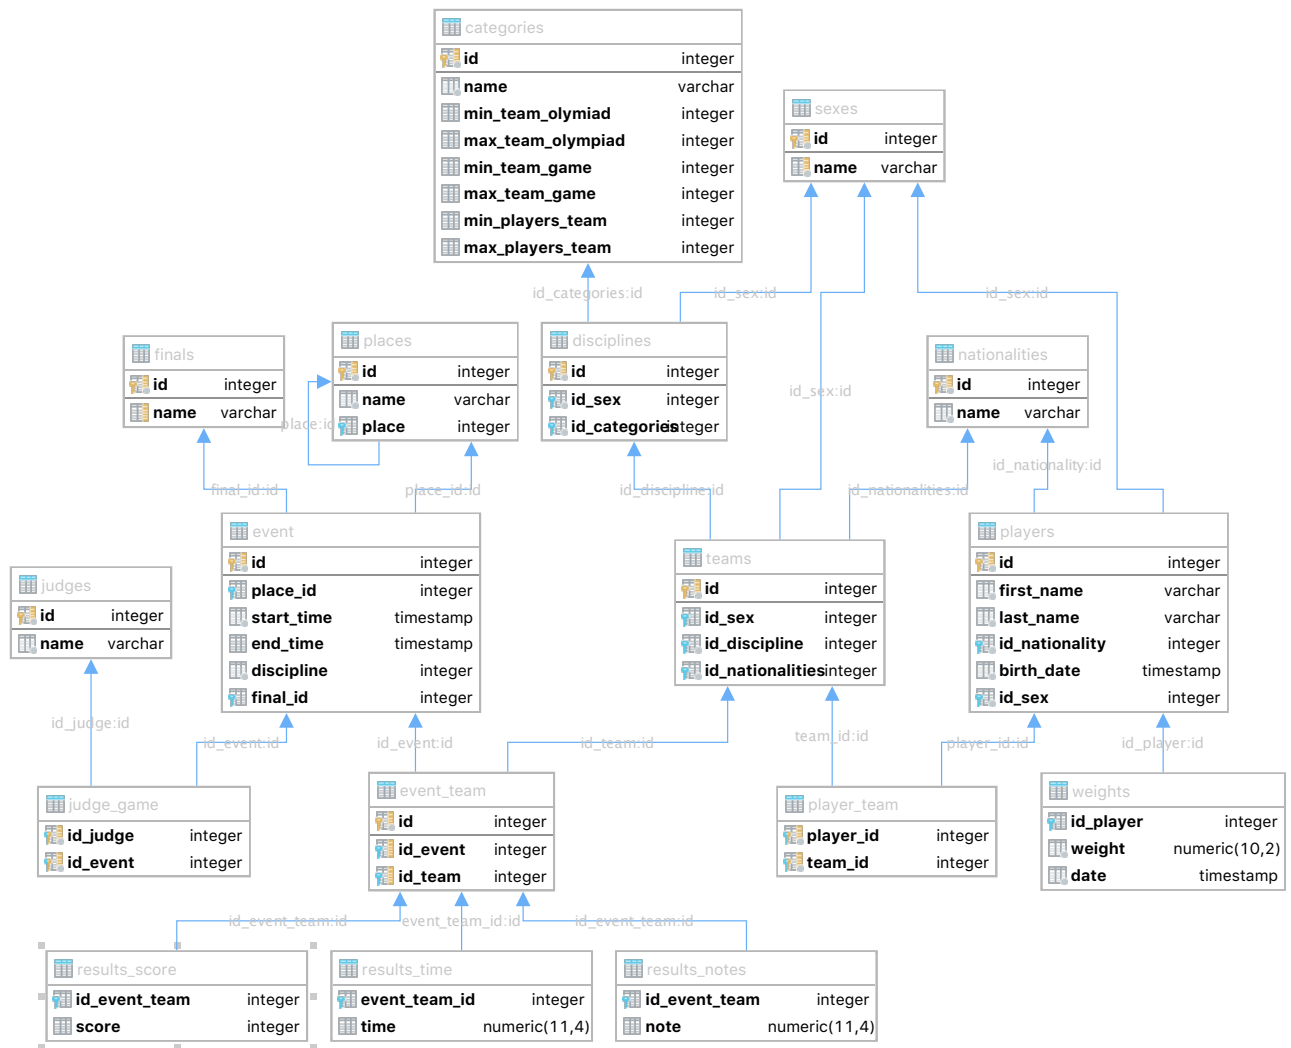 categories
id integer
name varchar
min_team_olymiad integer
max_team_olympiad integer
min_team_game integer
max_team_game integer
min_players_team integer
max_players_team integer
sexes
id integer
name varchar
id_categories:id
id_sex:id
id_sex:id
id_sex:id
finals
id integer
name varchar
places
id integer
name varchar
place integer
place:id
disciplines
id integer
id_sex integer
id_categories integer
nationalities
id integer
name varchar
id_nationality:id
final_id:id
place_id:id
id_discipline:id
id_nationalities:id
event
id integer
place_id integer
start_time timestamp
end_time timestamp
discipline integer
final_id integer
judges
id integer
name varchar
teams
id integer
id_sex integer
id_discipline integer
id_nationalities integer
players
id integer
first_name varchar
last_name varchar
id_nationality integer
birth_date timestamp
id_sex integer
id_judge:id
id_event:id
id_event:id
id_team:id
team_id:id
player_id:id
id_player:id
judge_game
id_judge integer
id_event integer
event_team
id integer
id_event integer
id_team integer
player_team
player_id integer
team_id integer
weights
id_player integer
weight numeric(10,2)
date timestamp
id_event_team:id
event_team_id:id
id_event_team:id
results_score
id_event_team integer
score integer
results_time
event_team_id integer
time numeric(11,4)
results_notes
id_event_team integer
note numeric(11,4)